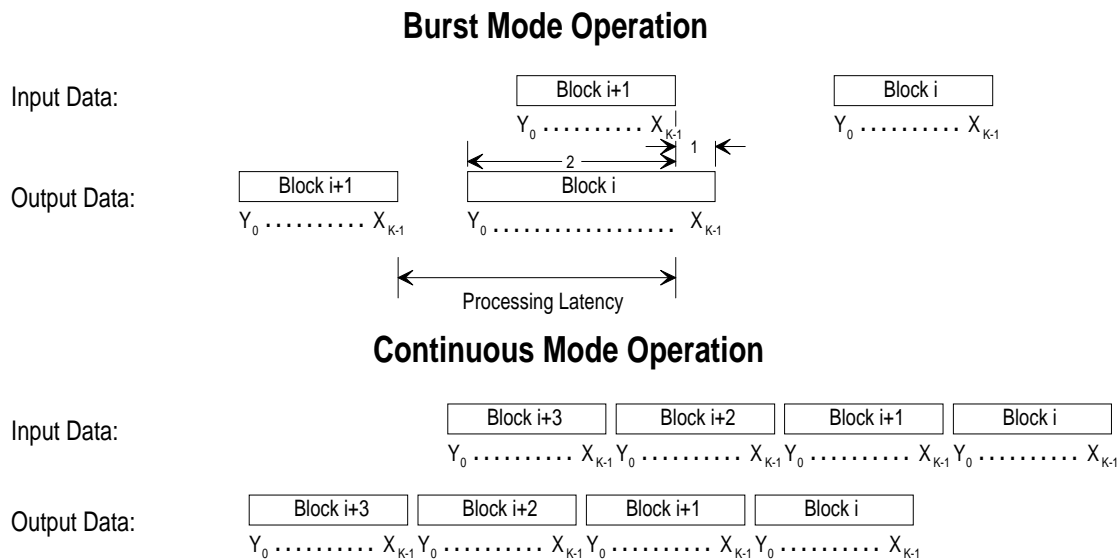 Burst Mode Operation
Input Data:
Block i+1
Block i
Y0 .......... XK-1
Y0 .......... XK-1
1
2
Output Data:
Block i+1
Block i
Y0 .......... XK-1
Y0 .................. XK-1
Processing Latency
Continuous Mode Operation
Input Data:
Block i+3
Block i+2
Block i+1
Block i
Y0 .......... XK-1
Y0 .......... XK-1
Y0 .......... XK-1
Y0 .......... XK-1
Output Data:
Block i+3
Block i+2
Block i+1
Block i
Y0 .......... XK-1
Y0 .......... XK-1
Y0 .......... XK-1
Y0 .......... XK-1